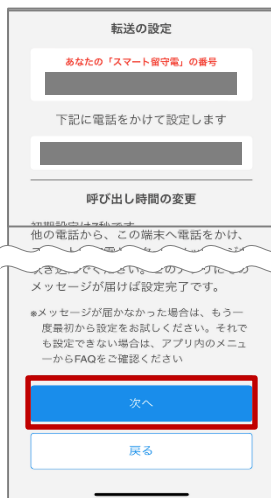 転送の設定
あなたの「スマート留守電」の番号
下記に電話をかけて設定します
呼び出し時間の変更
他の電話から、この端末へ電話をかけ、
メッセージが届けば設定完了です。
※メッセージが届かなかった場合は、もう一
度最初から設定をお試しください。それで
も設定できない場合は、アプリ内のメニュ
ーからFAQをご確認ください
次へ
戻る